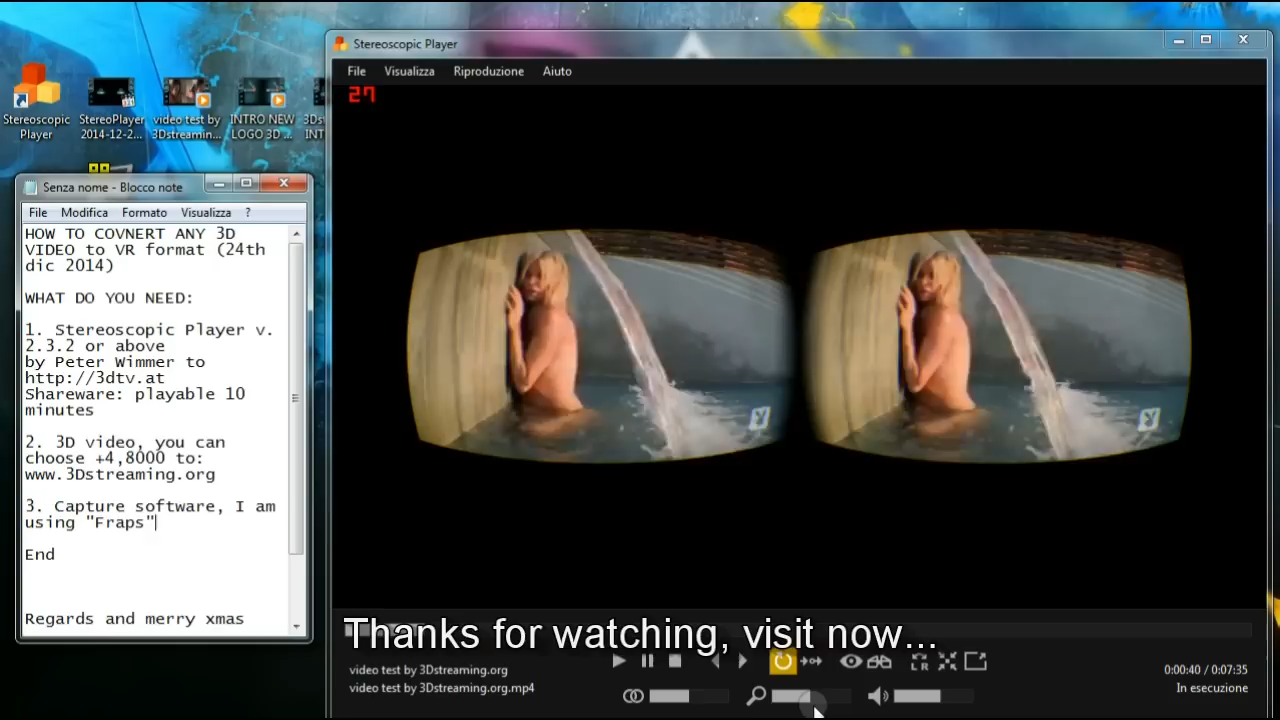 Stereoscopic Player
File Visualizza Riproduzione Aiuto
27
Stereoscopic
Player
StereoPlayer
2014-12-2...
video test by
3Dstreamin...
INTRO NEW
LOGO 3D ...
Senza nome - Blocco note
File Modifica Formato Visualizza ?
HOW TO COVNERT ANY 3D
VIDEO to VR format (24th
dic 2014)
WHAT DO YOU NEED:
1. Stereoscopic Player v.
2.3.2 or above
by Peter Wimmer to
http://3dtv.at
Shareware: playable 10
minutes
2. 3D video, you can
choose +4,8000 to:
www.3Dstreaming.org
3. Capture software, I am
using "Fraps"
End
Regards and merry xmas
Thanks for watching, visit now...
video test by 3Dstreaming.org
video test by 3Dstreaming.org.mp4
L R
0:00:40 / 0:07:35
In esecuzione